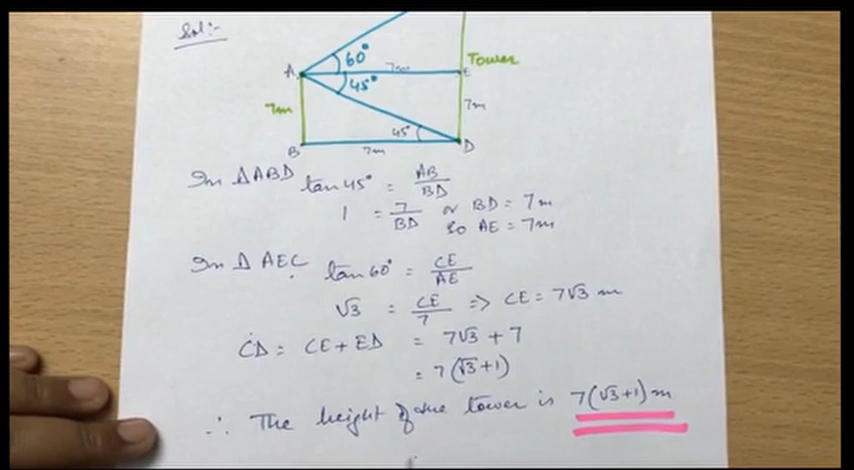 Sol:-
60°
A 7m E Tower
45°
7m 7m
45°
B 7m D
In ΔABD tan 45° = AB/BD
1 = 7/BD or BD = 7m
So AE = 7m
In Δ AEC, tan 60° = CE/AE
√3 = CE/7 => CE = 7√3 m
CD = CE + ED = 7√3 + 7
= 7(√3+1)
∴ The height of the tower is 7(√3+1) m